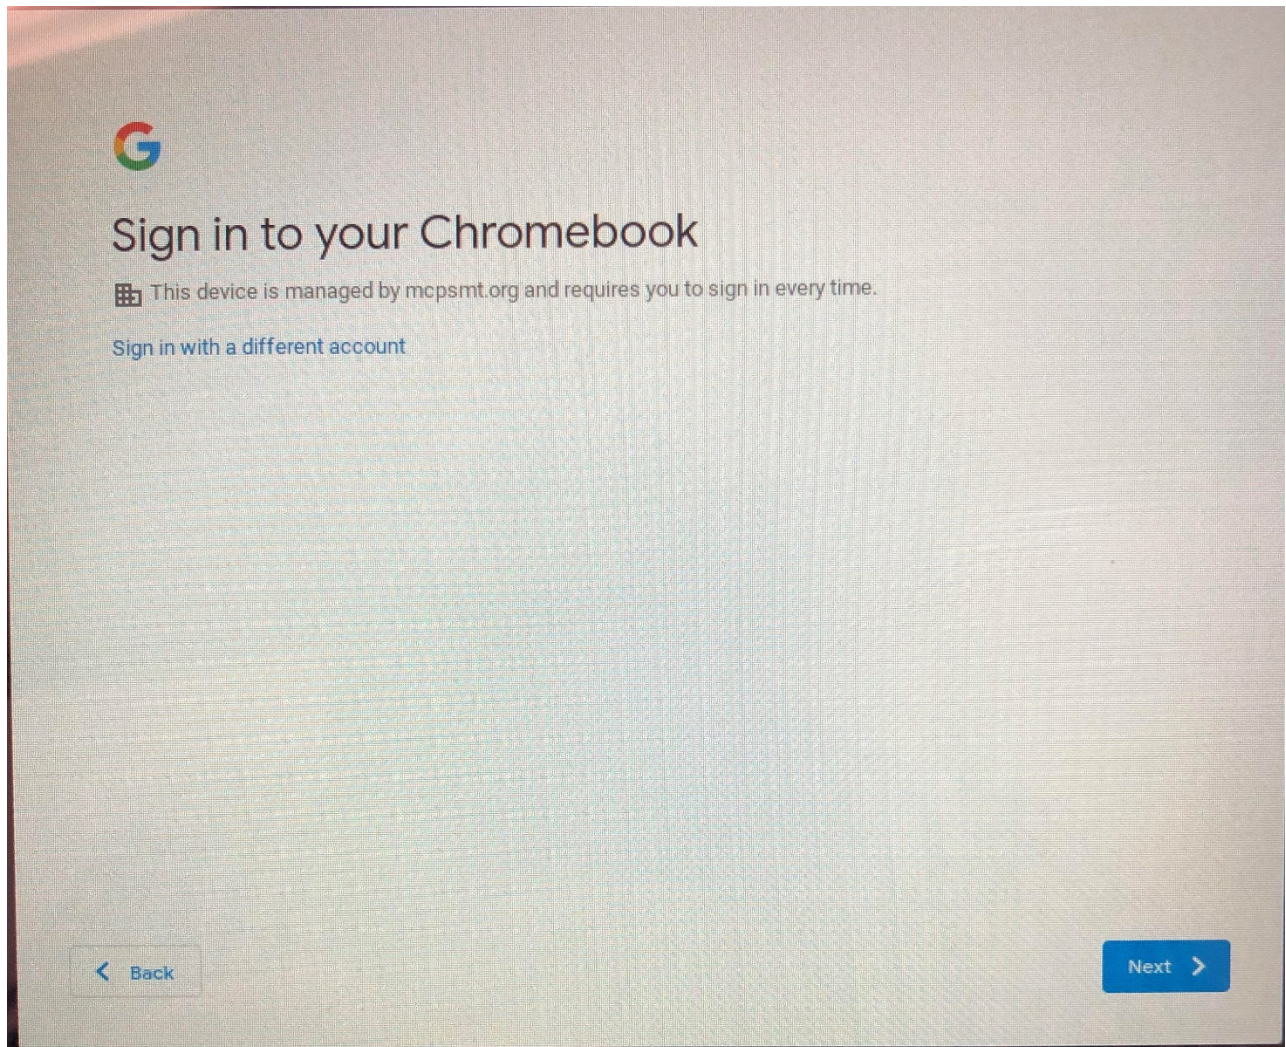 G
Sign in to your Chromebook
This device is managed by mcpsmt.org and requires you to sign in every time.
Sign in with a different account
Back
Next